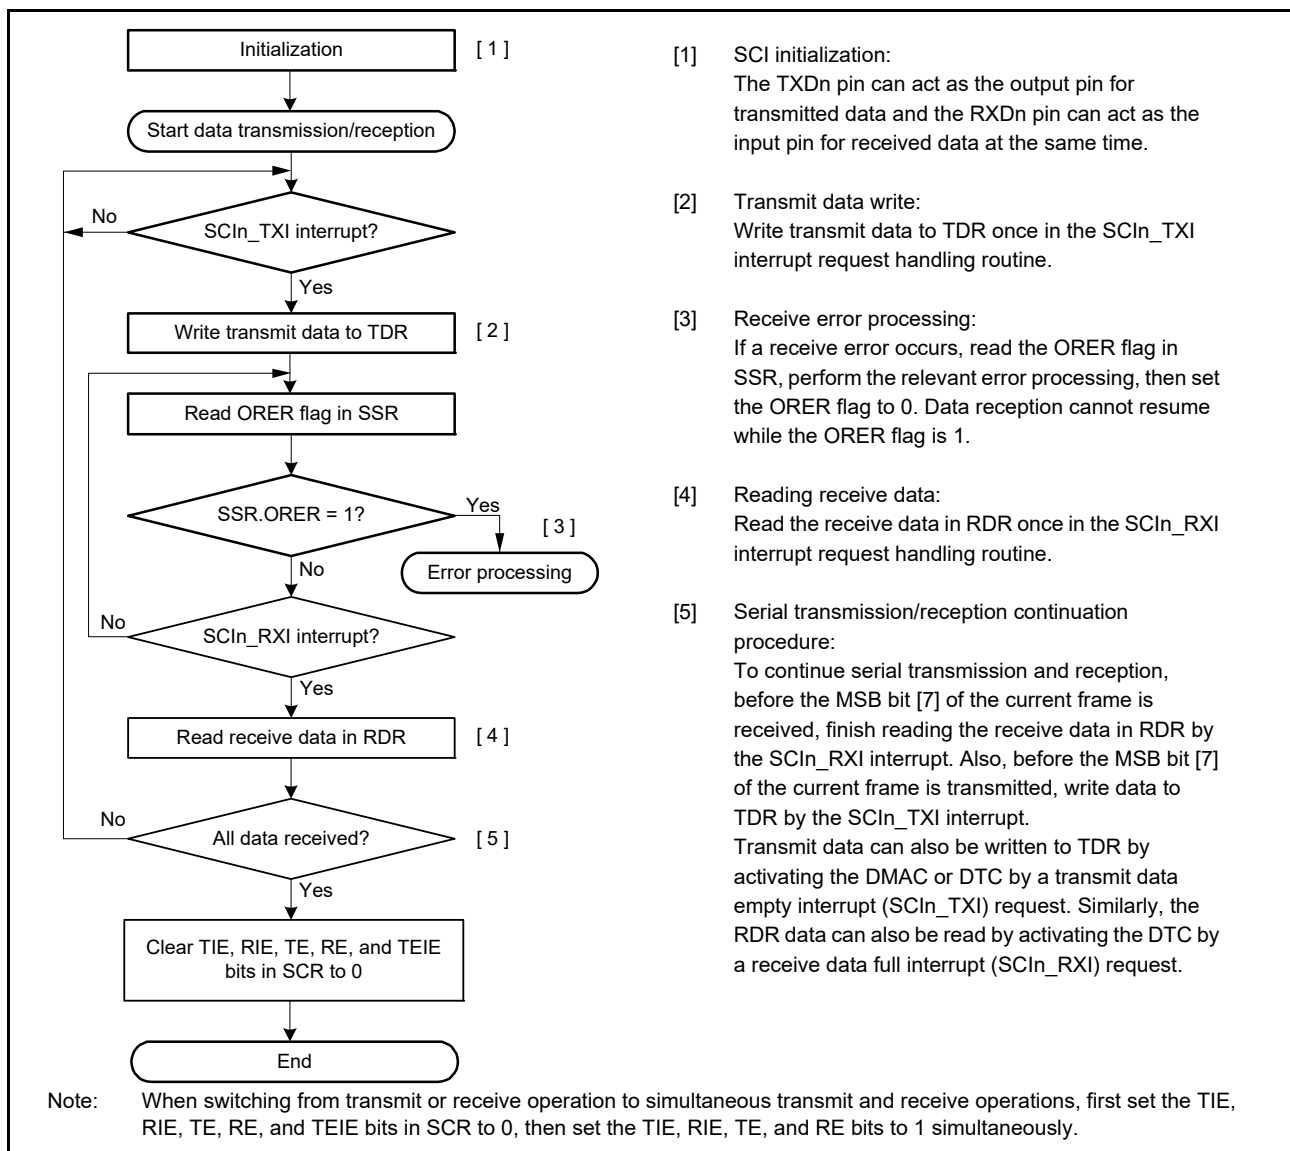 Initialization
[ 1 ]
Start data transmission/reception
No
SCIn_TXI interrupt?
Yes
Write transmit data to TDR
[ 2 ]
Read ORER flag in SSR
SSR.ORER = 1?
Yes
[ 3 ]
Error processing
No
No
SCIn_RXI interrupt?
Yes
Read receive data in RDR
[ 4 ]
No
All data received?
[ 5 ]
Yes
Clear TIE, RIE, TE, RE, and TEIE
bits in SCR to 0
End
[1] SCI initialization:
The TXDn pin can act as the output pin for
transmitted data and the RXDn pin can act as the
input pin for received data at the same time.
[2] Transmit data write:
Write transmit data to TDR once in the SCIn_TXI
interrupt request handling routine.
[3] Receive error processing:
If a receive error occurs, read the ORER flag in
SSR, perform the relevant error processing, then set
the ORER flag to 0. Data reception cannot resume
while the ORER flag is 1.
[4] Reading receive data:
Read the receive data in RDR once in the SCIn_RXI
interrupt request handling routine.
[5] Serial transmission/reception continuation
procedure:
To continue serial transmission and reception,
before the MSB bit [7] of the current frame is
received, finish reading the receive data in RDR by
the SCIn_RXI interrupt. Also, before the MSB bit [7]
of the current frame is transmitted, write data to
TDR by the SCIn_TXI interrupt.
Transmit data can also be written to TDR by
activating the DMAC or DTC by a transmit data
empty interrupt (SCIn_TXI) request. Similarly, the
RDR data can also be read by activating the DTC by
a receive data full interrupt (SCIn_RXI) request.
Note: When switching from transmit or receive operation to simultaneous transmit and receive operations, first set the TIE,
RIE, TE, RE, and TEIE bits in SCR to 0, then set the TIE, RIE, TE, and RE bits to 1 simultaneously.